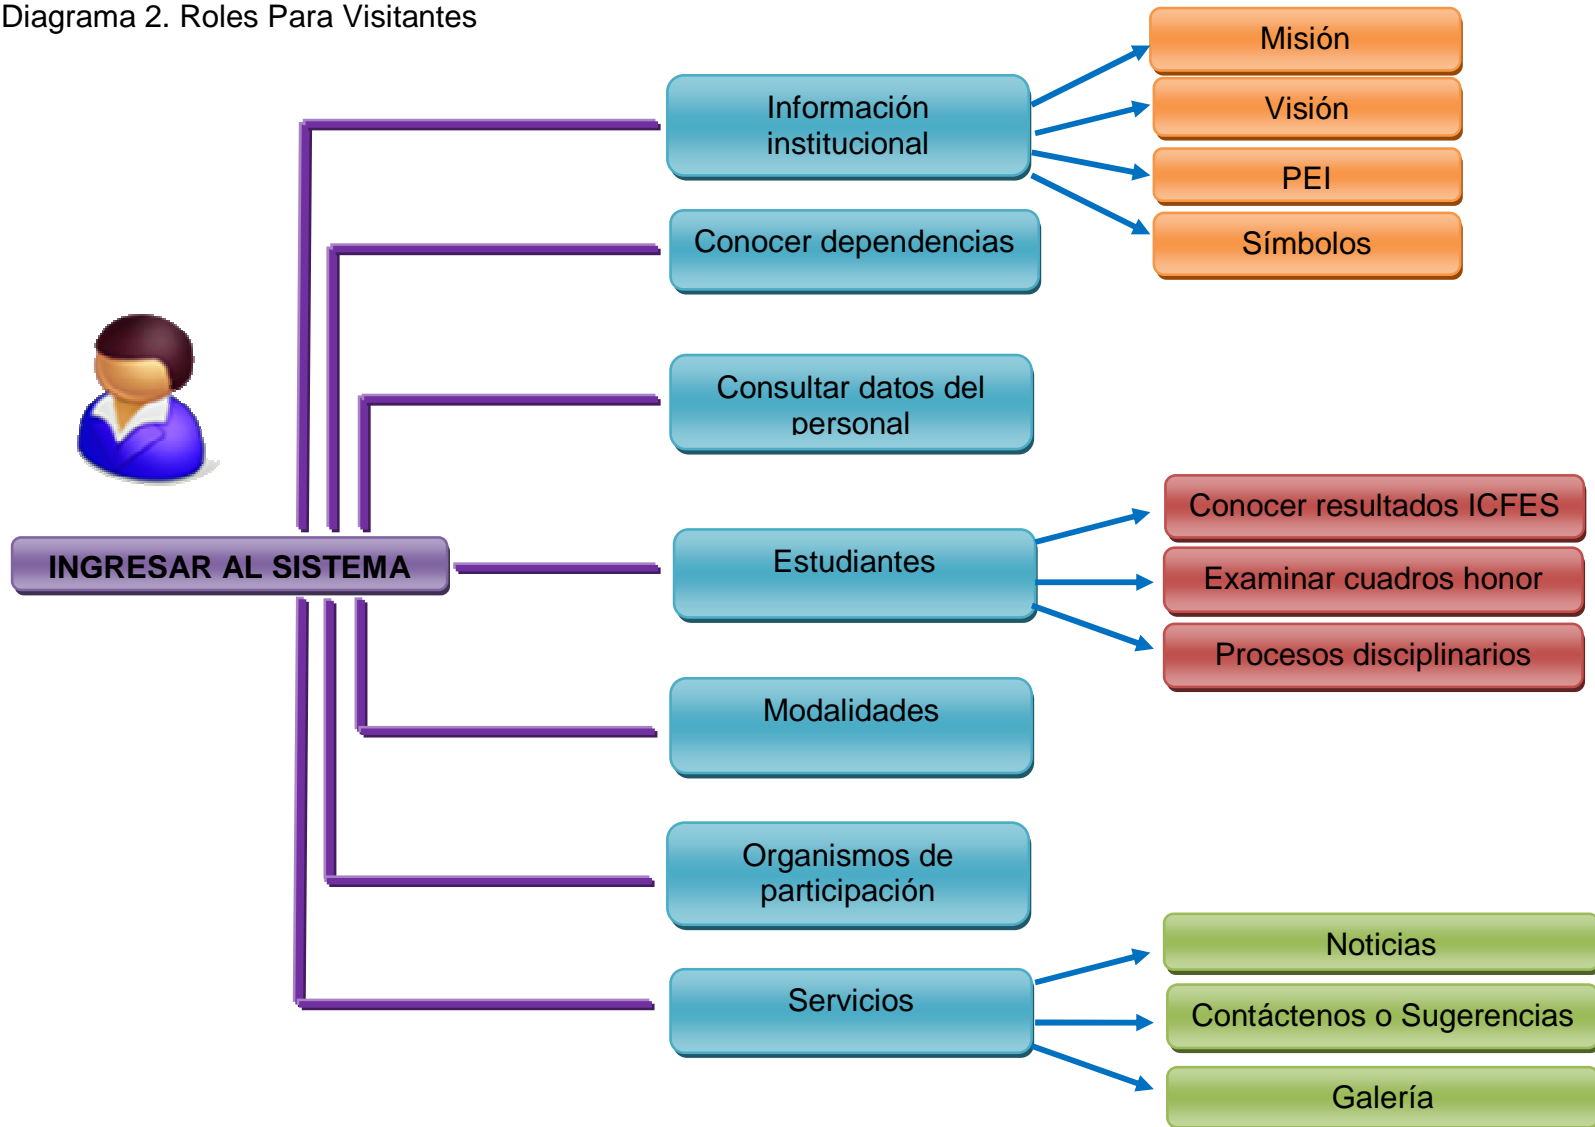 Diagrama 2. Roles Para Visitantes
Información
institucional
Misión
Visión
PEI
Símbolos
Conocer dependencias
Consultar datos del
personal
INGRESAR AL SISTEMA
Estudiantes
Conocer resultados ICFES
Examinar cuadros honor
Procesos disciplinarios
Modalidades
Organismos de
participación
Servicios
Noticias
Contáctenos o Sugerencias
Galería